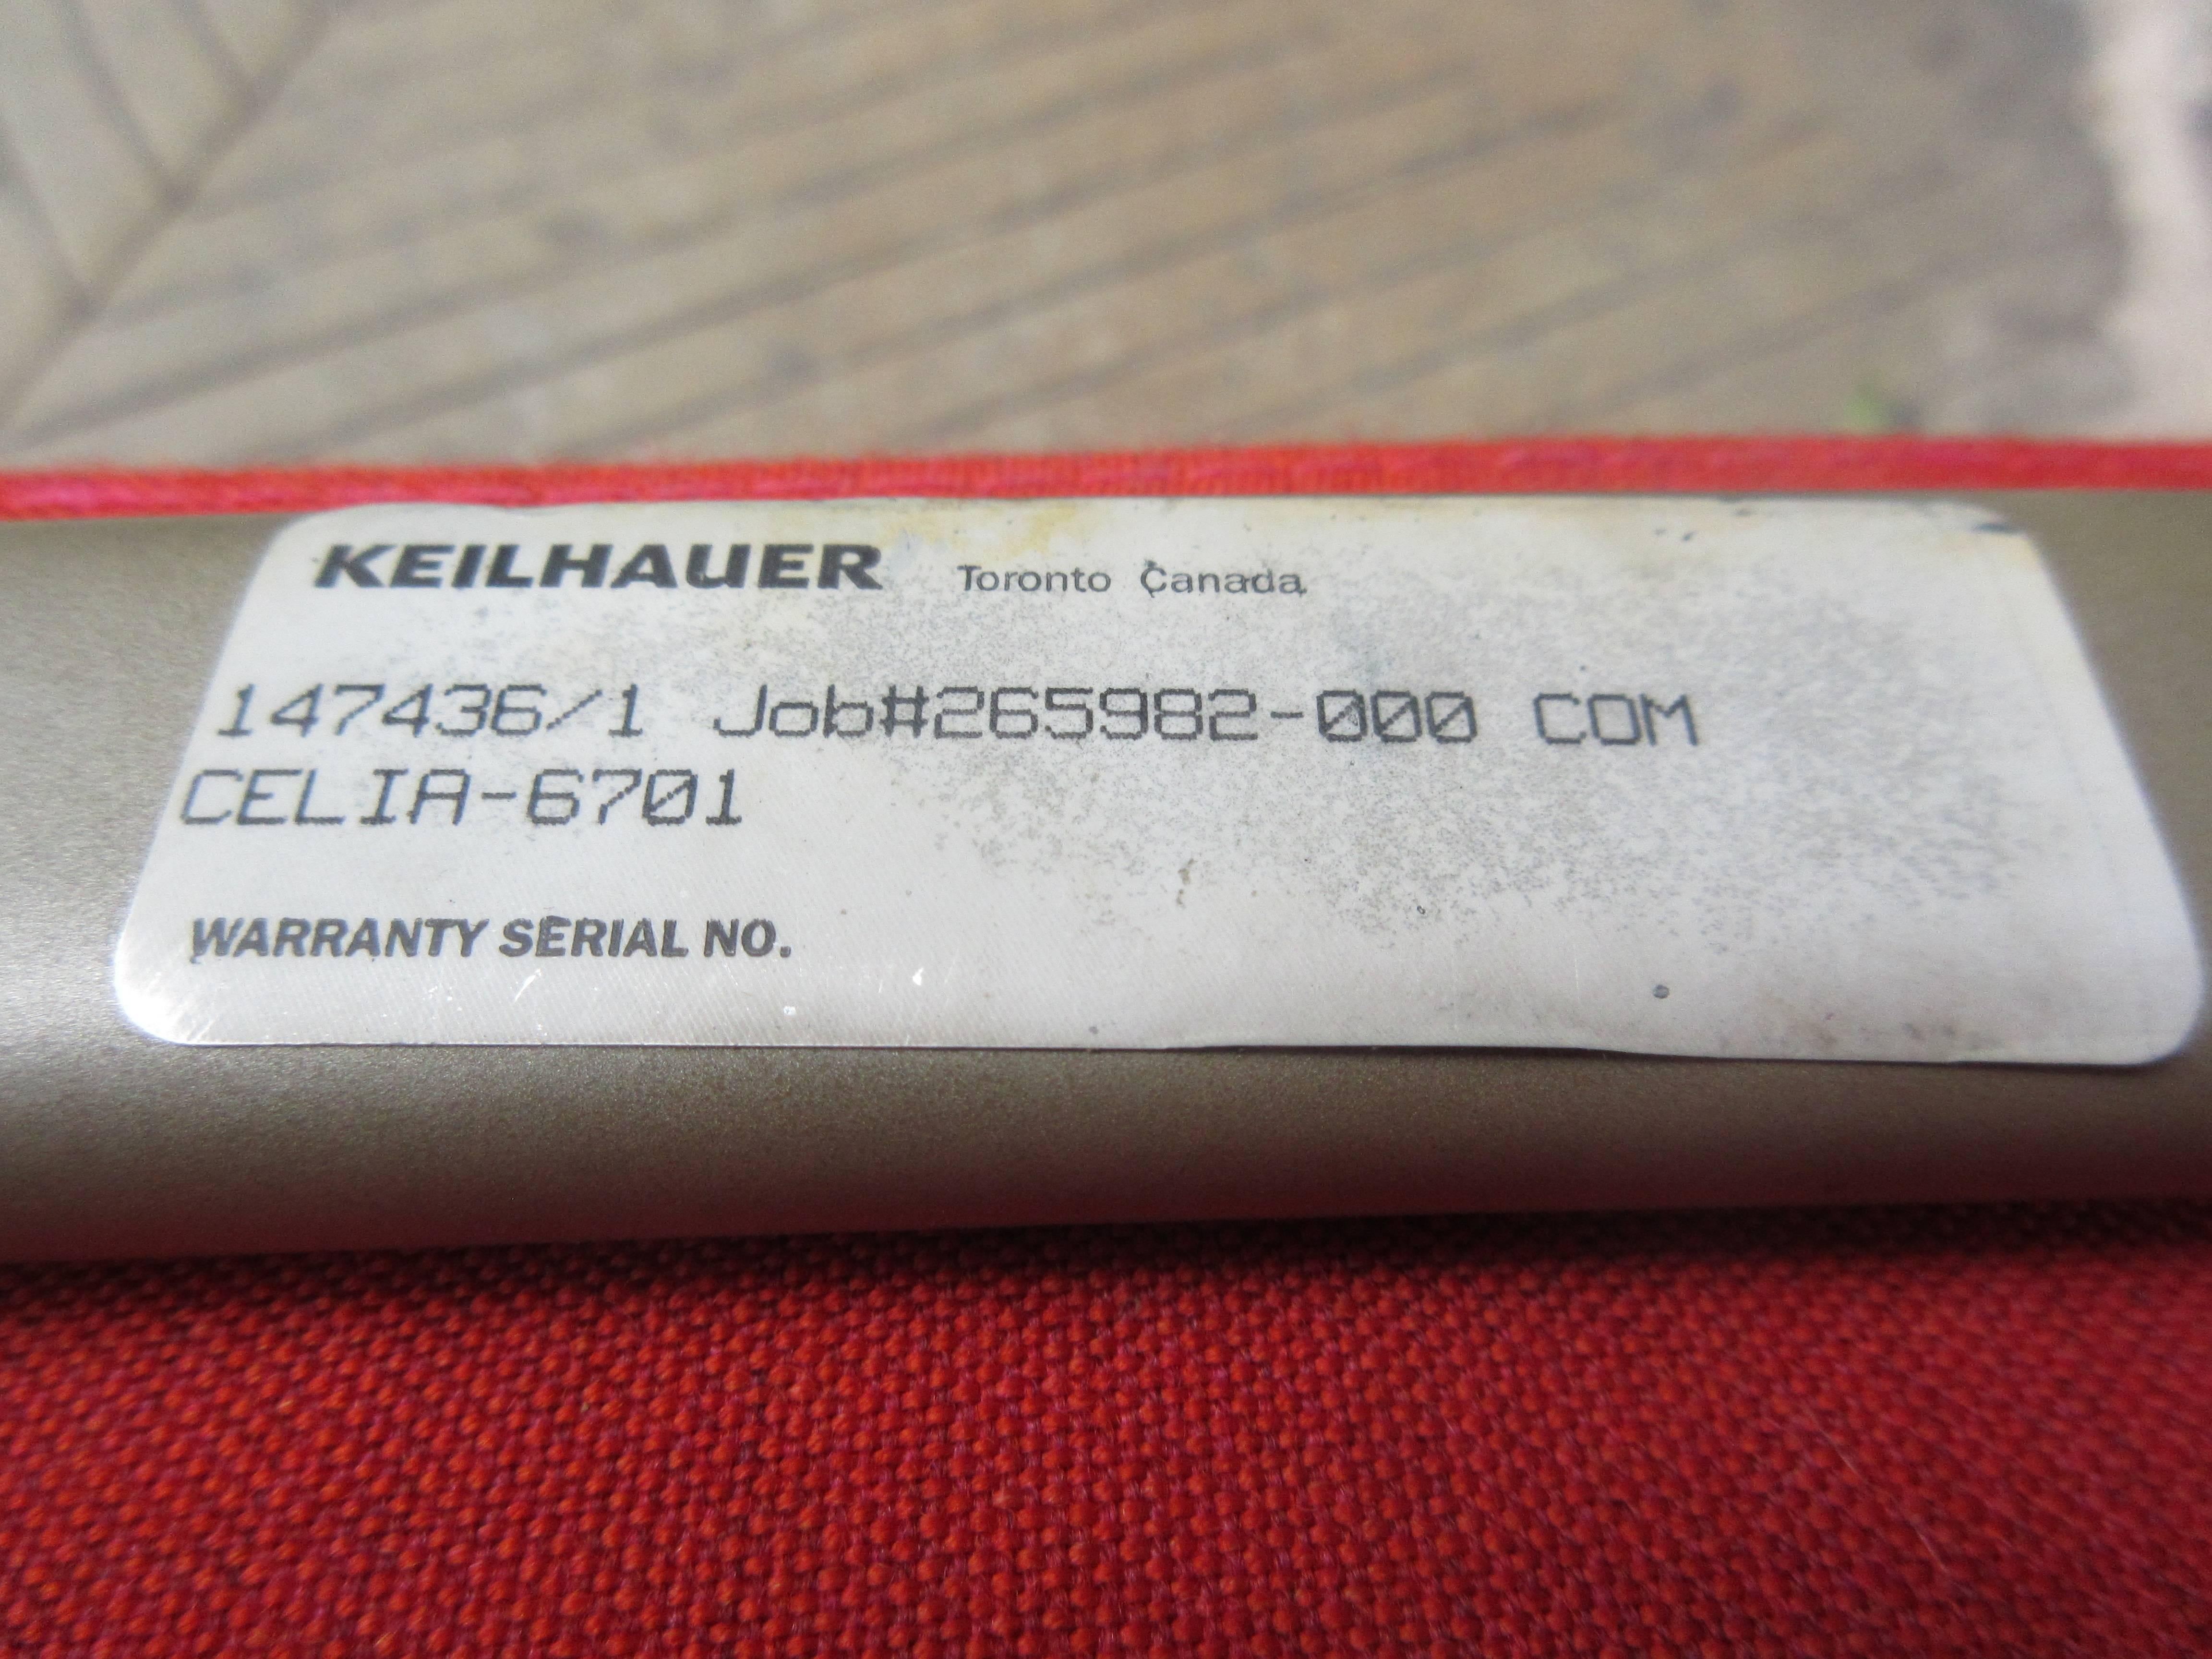 KEILHAUER Toronto Canada
147436/1 Job#265982-000 COM
CELIA-6701
WARRANTY SERIAL NO.